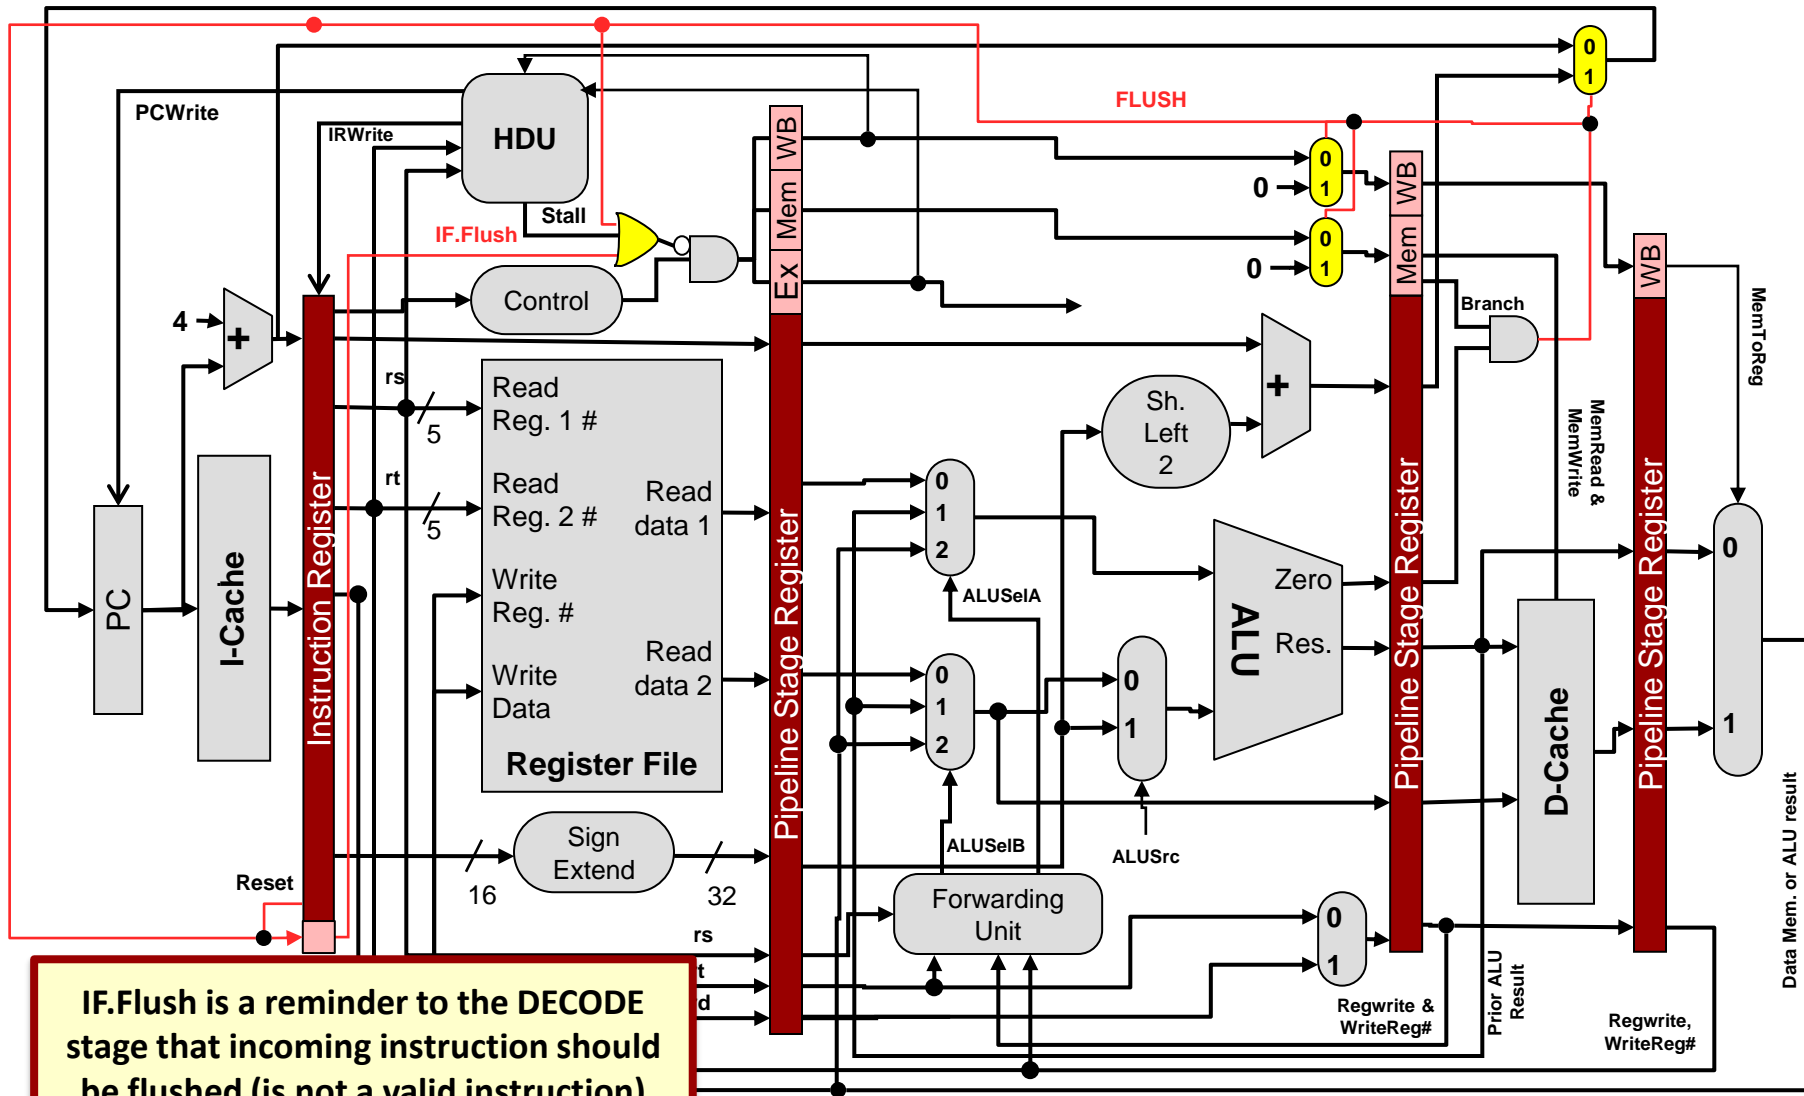 0
1
FLUSH
PCWrite
IRWrite
HDU
Stall
IF.Flush
WB
Mem
Ex
0
1
0
0
1
0
WB
Mem
WB
Branch
Control
4
+
MemToReg
rs
5
rt
5
Read
Reg. 1 #
Read
Reg. 2 #
Write
Reg. #
Write
Data
Read
data 1
Read
data 2
Register File
PC
I-Cache
Instruction Register
Pipeline Stage Register
0
1
2
ALUSelA
0
1
2
ALUSelB
Sh.
Left
2
+
0
1
ALUSrc
ALU
Zero
Res.
Pipeline Stage Register
MemRead &
MemWrite
D-Cache
Pipeline Stage Register
0
1
Data Mem. or ALU result
Sign
Extend
16
32
Reset
Forwarding
Unit
rs
t
d
0
1
Regwrite &
WriteReg#
Prior ALU
Result
Regwrite,
WriteReg#
IF.Flush is a reminder to the DECODE
stage that incoming instruction should
be flushed (is not a valid instruction)